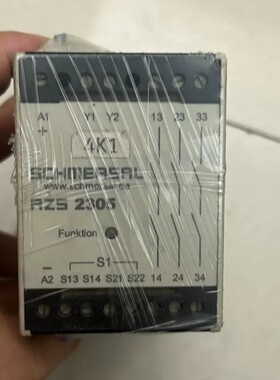 A1 Y1 Y2 13 23 33
+
4K1
SCHMERSAL
www.schmersal.de
AZS 2305
Funktion
S1
–
A2 S13 S14 S21 S22 14 24 34